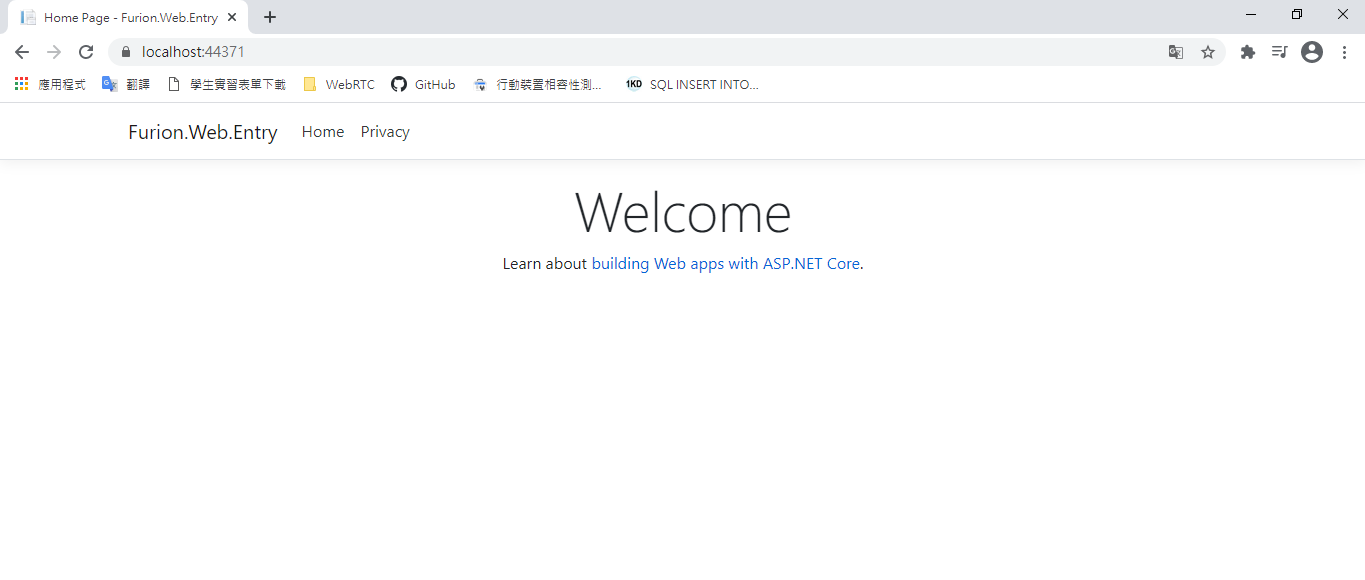 Home Page - Furion.Web.Entry
localhost:44371
應用程式 翻譯 學生實習表單下載 WebRTC GitHub 行動裝置相容性測... 1KD SQL INSERT INTO...
Furion.Web.Entry Home Privacy
Welcome
Learn about building Web apps with ASP.NET Core.